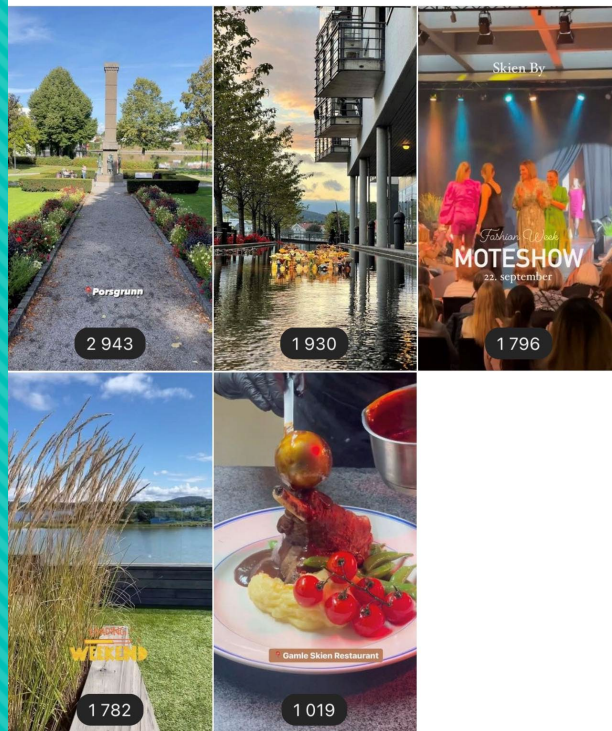 Porsgrunn
2 943
1 930
Skien By
Fashion Week
MOTESHOW
22. september
1 796
WEEKEND
1 782
Gamle Skien Restaurant
1 019